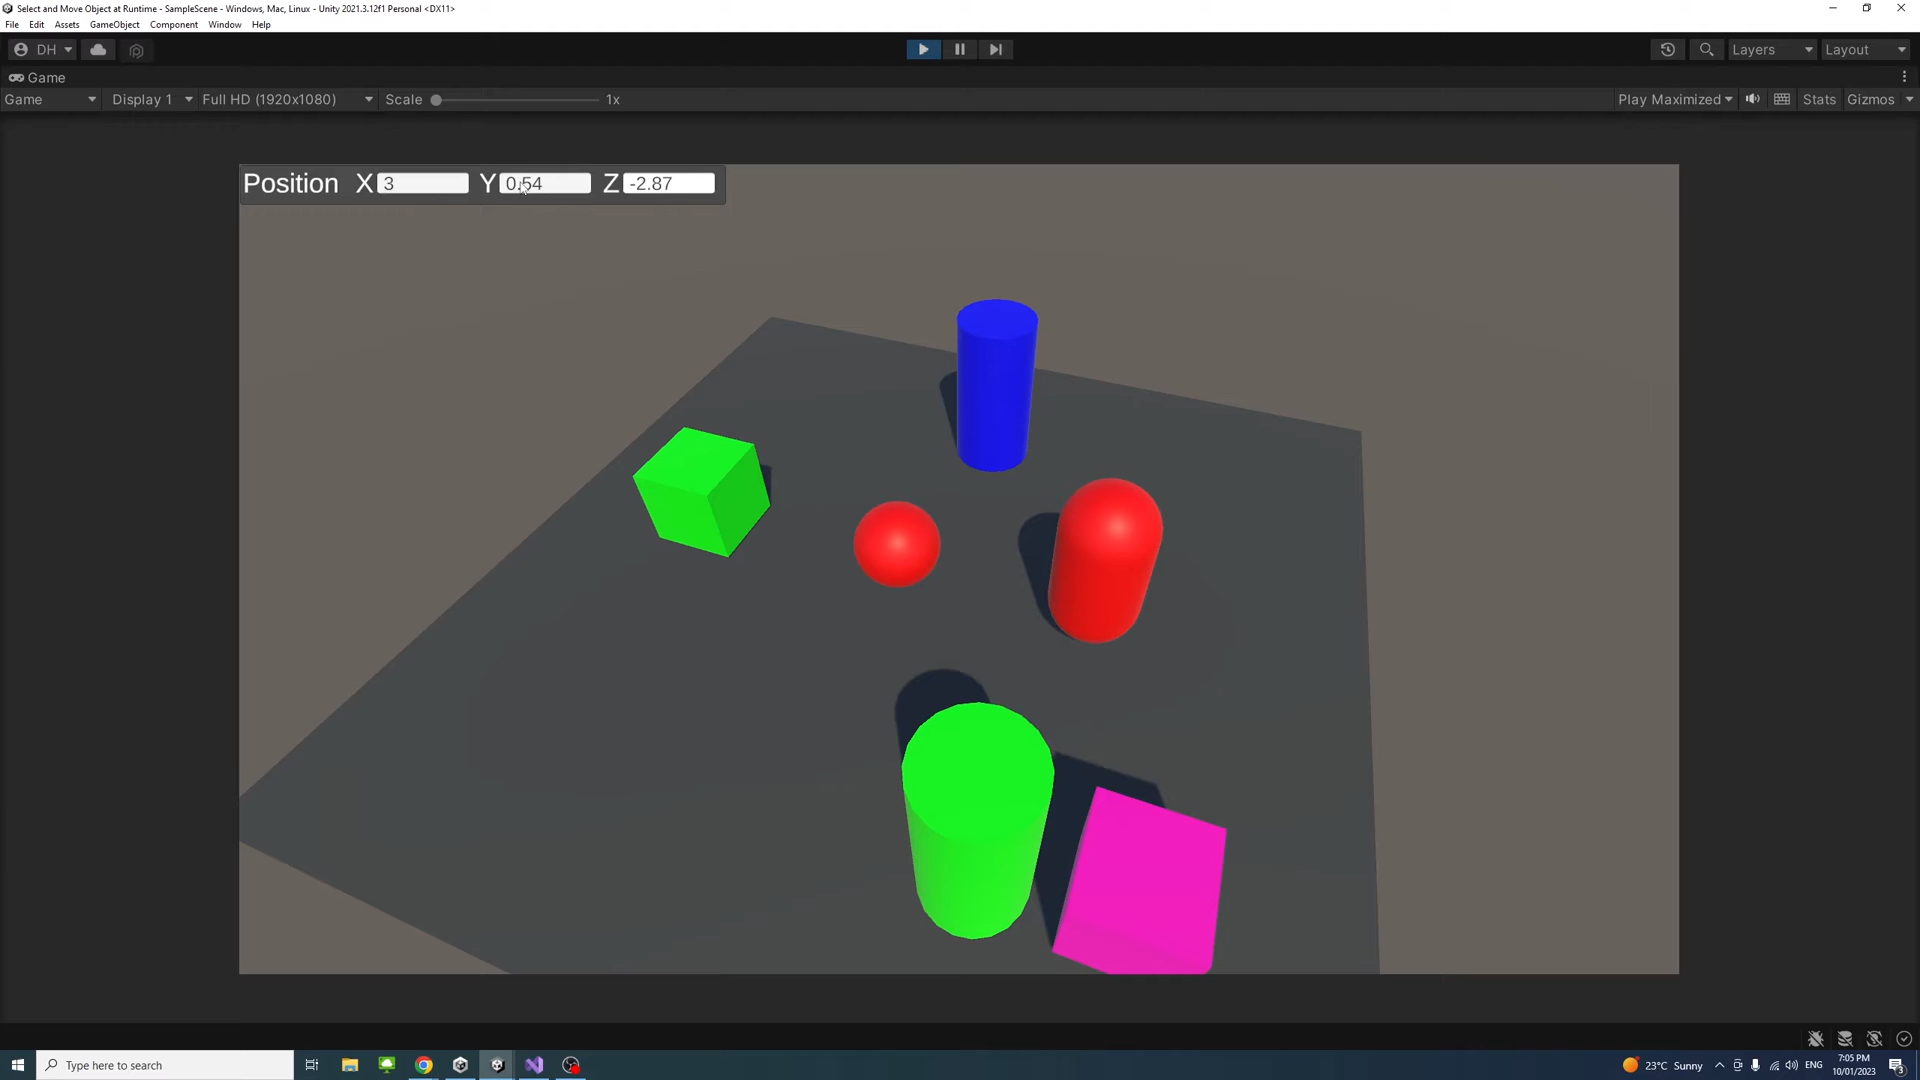 Select and Move Object at Runtime - SampleScene - Windows, Mac, Linux - Unity 2021.3.12f1 Personal <DX11>
File Edit Assets GameObject Component Window Help
DH Layers Layout
Game
Game Display 1 Full HD (1920x1080) Scale 1x Play Maximized Stats Gizmos
Position X 3 Y 0.54 Z -2.87
Type here to search 23°C Sunny ENG 7:05 PM
10/01/2023 3